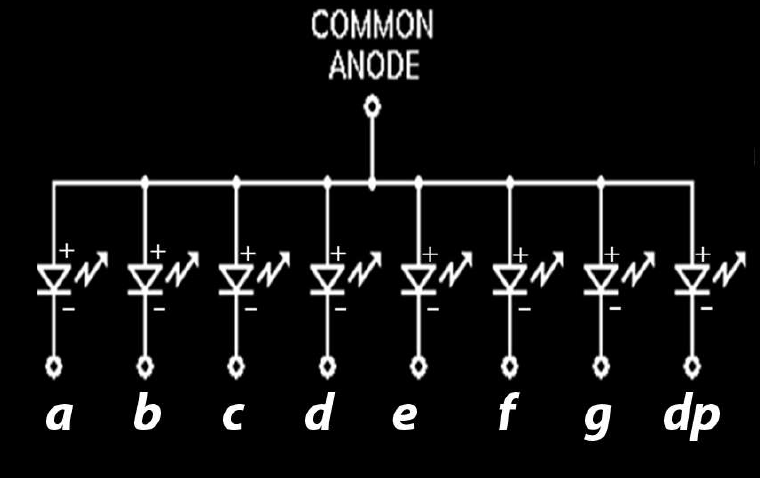 COMMON
ANODE
+ + + + + + + +
- - - - - - - -
a b c d e f g dp